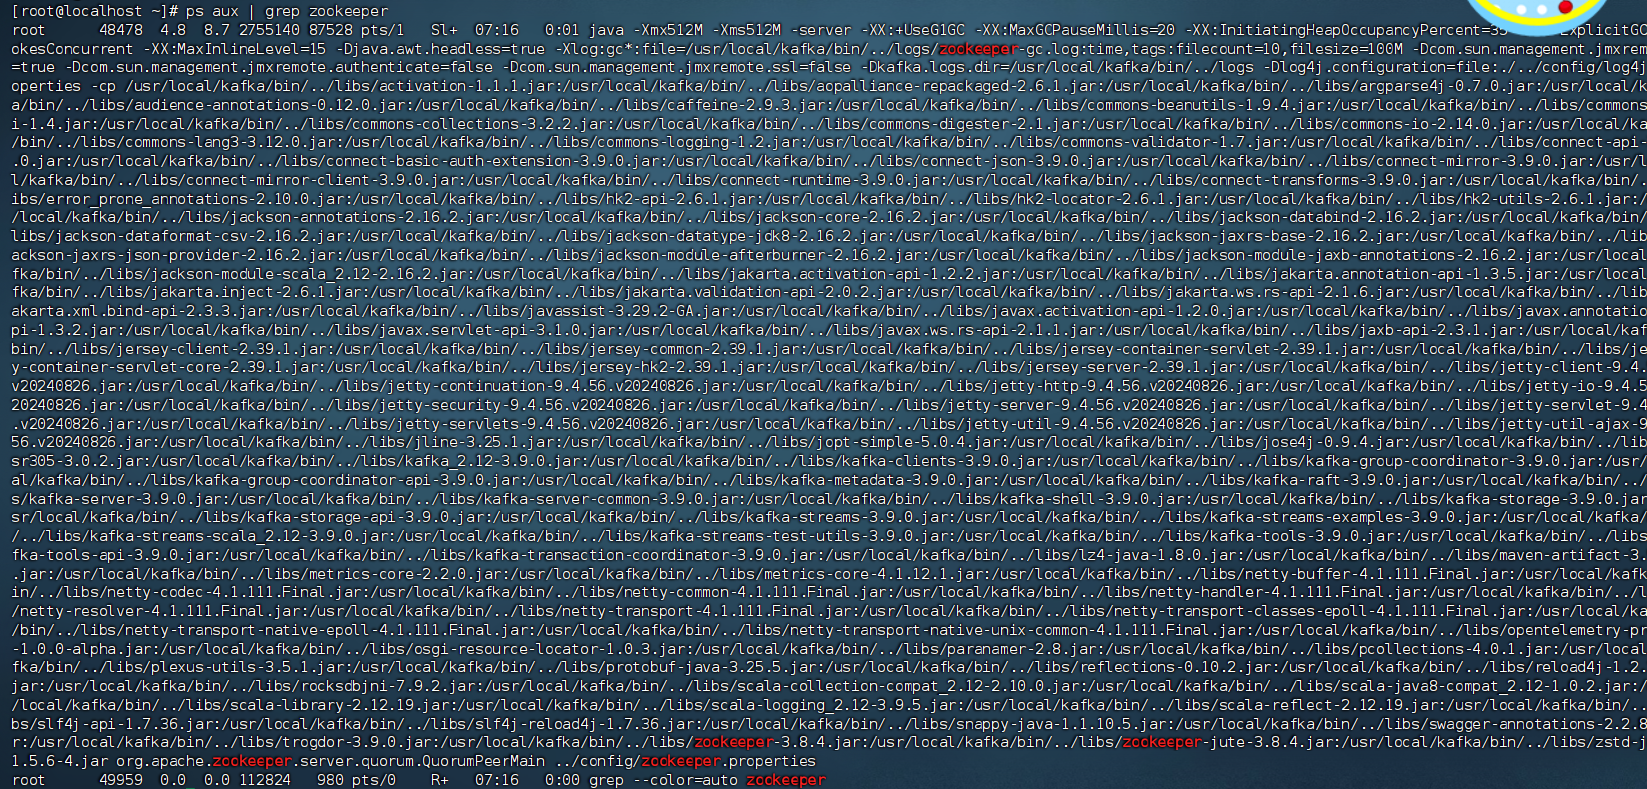 [root@localhost ~]# ps aux | grep zookeeper
root      48478  4.8  8.7 2755140 87528 pts/1   Sl+  07:16   0:01 java -Xmx512M -Xms512M -server -XX:+UseG1GC -XX:MaxGCPauseMillis=20 -XX:InitiatingHeapOccupancyPercent=35 ExplicitGC
okesConcurrent -XX:MaxInlineLevel=15 -Djava.awt.headless=true -Xlog:gc*:file=/usr/local/kafka/bin/../logs/zookeeper-gc.log:time,tags:filecount=10,filesize=100M -Dcom.sun.management.jmxrem
=true -Dcom.sun.management.jmxremote.authenticate=false -Dcom.sun.management.jmxremote.ssl=false -Dkafka.logs.dir=/usr/local/kafka/bin/../logs -Dlog4j.configuration=file:./../config/log4j
operties -cp /usr/local/kafka/bin/../libs/activation-1.1.1.jar:/usr/local/kafka/bin/../libs/aopalliance-repackaged-2.6.1.jar:/usr/local/kafka/bin/../libs/argparse4j-0.7.0.jar:/usr/local/k
a/bin/../libs/audience-annotations-0.12.0.jar:/usr/local/kafka/bin/../libs/caffeine-2.9.3.jar:/usr/local/kafka/bin/../libs/commons-beanutils-1.9.4.jar:/usr/local/kafka/bin/../libs/commons
i-1.4.jar:/usr/local/kafka/bin/../libs/commons-collections-3.2.2.jar:/usr/local/kafka/bin/../libs/commons-digester-2.1.jar:/usr/local/kafka/bin/../libs/commons-io-2.14.0.jar:/usr/local/ka
/bin/../libs/commons-lang3-3.12.0.jar:/usr/local/kafka/bin/../libs/commons-logging-1.2.jar:/usr/local/kafka/bin/../libs/commons-validator-1.7.jar:/usr/local/kafka/bin/../libs/connect-api-
.0.jar:/usr/local/kafka/bin/../libs/connect-basic-auth-extension-3.9.0.jar:/usr/local/kafka/bin/../libs/connect-json-3.9.0.jar:/usr/local/kafka/bin/../libs/connect-mirror-3.9.0.jar:/usr/
l/kafka/bin/../libs/connect-mirror-client-3.9.0.jar:/usr/local/kafka/bin/../libs/connect-runtime-3.9.0.jar:/usr/local/kafka/bin/../libs/connect-transforms-3.9.0.jar:/usr/local/kafka/bin/.
ibs/error_prone_annotations-2.10.0.jar:/usr/local/kafka/bin/../libs/hk2-api-2.6.1.jar:/usr/local/kafka/bin/../libs/hk2-locator-2.6.1.jar:/usr/local/kafka/bin/../libs/hk2-utils-2.6.1.jar:/
/local/kafka/bin/../libs/jackson-annotations-2.16.2.jar:/usr/local/kafka/bin/../libs/jackson-core-2.16.2.jar:/usr/local/kafka/bin/../libs/jackson-databind-2.16.2.jar:/usr/local/kafka/bin/
libs/jackson-dataformat-csv-2.16.2.jar:/usr/local/kafka/bin/../libs/jackson-datatype-jdk8-2.16.2.jar:/usr/local/kafka/bin/../libs/jackson-jaxrs-base-2.16.2.jar:/usr/local/kafka/bin/../lib
ackson-jaxrs-json-provider-2.16.2.jar:/usr/local/kafka/bin/../libs/jackson-module-afterburner-2.16.2.jar:/usr/local/kafka/bin/../libs/jackson-module-jaxb-annotations-2.16.2.jar:/usr/local
fka/bin/../libs/jackson-module-scala_2.12-2.16.2.jar:/usr/local/kafka/bin/../libs/jakarta.activation-api-1.2.2.jar:/usr/local/kafka/bin/../libs/jakarta.annotation-api-1.3.5.jar:/usr/local
fka/bin/../libs/jakarta.inject-2.6.1.jar:/usr/local/kafka/bin/../libs/jakarta.validation-api-2.0.2.jar:/usr/local/kafka/bin/../libs/jakarta.ws.rs-api-2.1.6.jar:/usr/local/kafka/bin/../lib
akarta.xml.bind-api-2.3.3.jar:/usr/local/kafka/bin/../libs/javassist-3.29.2-GA.jar:/usr/local/kafka/bin/../libs/javax.activation-api-1.2.0.jar:/usr/local/kafka/bin/../libs/javax.annotatio
pi-1.3.2.jar:/usr/local/kafka/bin/../libs/javax.servlet-api-3.1.0.jar:/usr/local/kafka/bin/../libs/javax.ws.rs-api-2.1.1.jar:/usr/local/kafka/bin/../libs/jaxb-api-2.3.1.jar:/usr/local/kaf
bin/../libs/jersey-client-2.39.1.jar:/usr/local/kafka/bin/../libs/jersey-common-2.39.1.jar:/usr/local/kafka/bin/../libs/jersey-container-servlet-2.39.1.jar:/usr/local/kafka/bin/../libs/je
y-container-servlet-core-2.39.1.jar:/usr/local/kafka/bin/../libs/jersey-hk2-2.39.1.jar:/usr/local/kafka/bin/../libs/jersey-server-2.39.1.jar:/usr/local/kafka/bin/../libs/jetty-client-9.4.
v20240826.jar:/usr/local/kafka/bin/../libs/jetty-continuation-9.4.56.v20240826.jar:/usr/local/kafka/bin/../libs/jetty-http-9.4.56.v20240826.jar:/usr/local/kafka/bin/../libs/jetty-io-9.4.5
20240826.jar:/usr/local/kafka/bin/../libs/jetty-security-9.4.56.v20240826.jar:/usr/local/kafka/bin/../libs/jetty-server-9.4.56.v20240826.jar:/usr/local/kafka/bin/../libs/jetty-servlet-9.4
.v20240826.jar:/usr/local/kafka/bin/../libs/jetty-servlets-9.4.56.v20240826.jar:/usr/local/kafka/bin/../libs/jetty-util-9.4.56.v20240826.jar:/usr/local/kafka/bin/../libs/jetty-util-ajax-9
56.v20240826.jar:/usr/local/kafka/bin/../libs/jline-3.25.1.jar:/usr/local/kafka/bin/../libs/jopt-simple-5.0.4.jar:/usr/local/kafka/bin/../libs/jose4j-0.9.4.jar:/usr/local/kafka/bin/../lib
sr305-3.0.2.jar:/usr/local/kafka/bin/../libs/kafka_2.12-3.9.0.jar:/usr/local/kafka/bin/../libs/kafka-clients-3.9.0.jar:/usr/local/kafka/bin/../libs/kafka-group-coordinator-3.9.0.jar:/usr/
al/kafka/bin/../libs/kafka-group-coordinator-api-3.9.0.jar:/usr/local/kafka/bin/../libs/kafka-metadata-3.9.0.jar:/usr/local/kafka/bin/../libs/kafka-raft-3.9.0.jar:/usr/local/kafka/bin/../
s/kafka-server-3.9.0.jar:/usr/local/kafka/bin/../libs/kafka-server-common-3.9.0.jar:/usr/local/kafka/bin/../libs/kafka-shell-3.9.0.jar:/usr/local/kafka/bin/../libs/kafka-storage-3.9.0.jar
sr/local/kafka/bin/../libs/kafka-storage-api-3.9.0.jar:/usr/local/kafka/bin/../libs/kafka-streams-3.9.0.jar:/usr/local/kafka/bin/../libs/kafka-streams-examples-3.9.0.jar:/usr/local/kafka/
/../libs/kafka-streams-scala_2.12-3.9.0.jar:/usr/local/kafka/bin/../libs/kafka-streams-test-utils-3.9.0.jar:/usr/local/kafka/bin/../libs/kafka-tools-3.9.0.jar:/usr/local/kafka/bin/../libs
fka-tools-api-3.9.0.jar:/usr/local/kafka/bin/../libs/kafka-transaction-coordinator-3.9.0.jar:/usr/local/kafka/bin/../libs/lz4-java-1.8.0.jar:/usr/local/kafka/bin/../libs/maven-artifact-3.
.jar:/usr/local/kafka/bin/../libs/metrics-core-2.2.0.jar:/usr/local/kafka/bin/../libs/metrics-core-4.1.12.1.jar:/usr/local/kafka/bin/../libs/netty-buffer-4.1.111.Final.jar:/usr/local/kafk
in/../libs/netty-codec-4.1.111.Final.jar:/usr/local/kafka/bin/../libs/netty-common-4.1.111.Final.jar:/usr/local/kafka/bin/../libs/netty-handler-4.1.111.Final.jar:/usr/local/kafka/bin/../l
/netty-resolver-4.1.111.Final.jar:/usr/local/kafka/bin/../libs/netty-transport-4.1.111.Final.jar:/usr/local/kafka/bin/../libs/netty-transport-classes-epoll-4.1.111.Final.jar:/usr/local/ka
/bin/../libs/netty-transport-native-epoll-4.1.111.Final.jar:/usr/local/kafka/bin/../libs/netty-transport-native-unix-common-4.1.111.Final.jar:/usr/local/kafka/bin/../libs/opentelemetry-pr
-1.0.0-alpha.jar:/usr/local/kafka/bin/../libs/osgi-resource-locator-1.0.3.jar:/usr/local/kafka/bin/../libs/paranamer-2.8.jar:/usr/local/kafka/bin/../libs/pcollections-4.0.1.jar:/usr/local
fka/bin/../libs/plexus-utils-3.5.1.jar:/usr/local/kafka/bin/../libs/protobuf-java-3.25.5.jar:/usr/local/kafka/bin/../libs/reflections-0.10.2.jar:/usr/local/kafka/bin/../libs/reload4j-1.2.
jar:/usr/local/kafka/bin/../libs/rocksdbjni-7.9.2.jar:/usr/local/kafka/bin/../libs/scala-collection-compat_2.12-2.10.0.jar:/usr/local/kafka/bin/../libs/scala-java8-compat_2.12-1.0.2.jar:/
/local/kafka/bin/../libs/scala-library-2.12.19.jar:/usr/local/kafka/bin/../libs/scala-logging_2.12-3.9.5.jar:/usr/local/kafka/bin/../libs/scala-reflect-2.12.19.jar:/usr/local/kafka/bin/..
bs/slf4j-api-1.7.36.jar:/usr/local/kafka/bin/../libs/slf4j-reload4j-1.7.36.jar:/usr/local/kafka/bin/../libs/snappy-java-1.1.10.5.jar:/usr/local/kafka/bin/../libs/swagger-annotations-2.2.8
r:/usr/local/kafka/bin/../libs/trogdor-3.9.0.jar:/usr/local/kafka/bin/../libs/zookeeper-3.8.4.jar:/usr/local/kafka/bin/../libs/zookeeper-jute-3.8.4.jar:/usr/local/kafka/bin/../libs/zstd-j
1.5.6-4.jar org.apache.zookeeper.server.quorum.QuorumPeerMain ../config/zookeeper.properties
root      49959  0.0  0.0 112824   980 pts/0    R+   07:16   0:00 grep --color=auto zookeeper